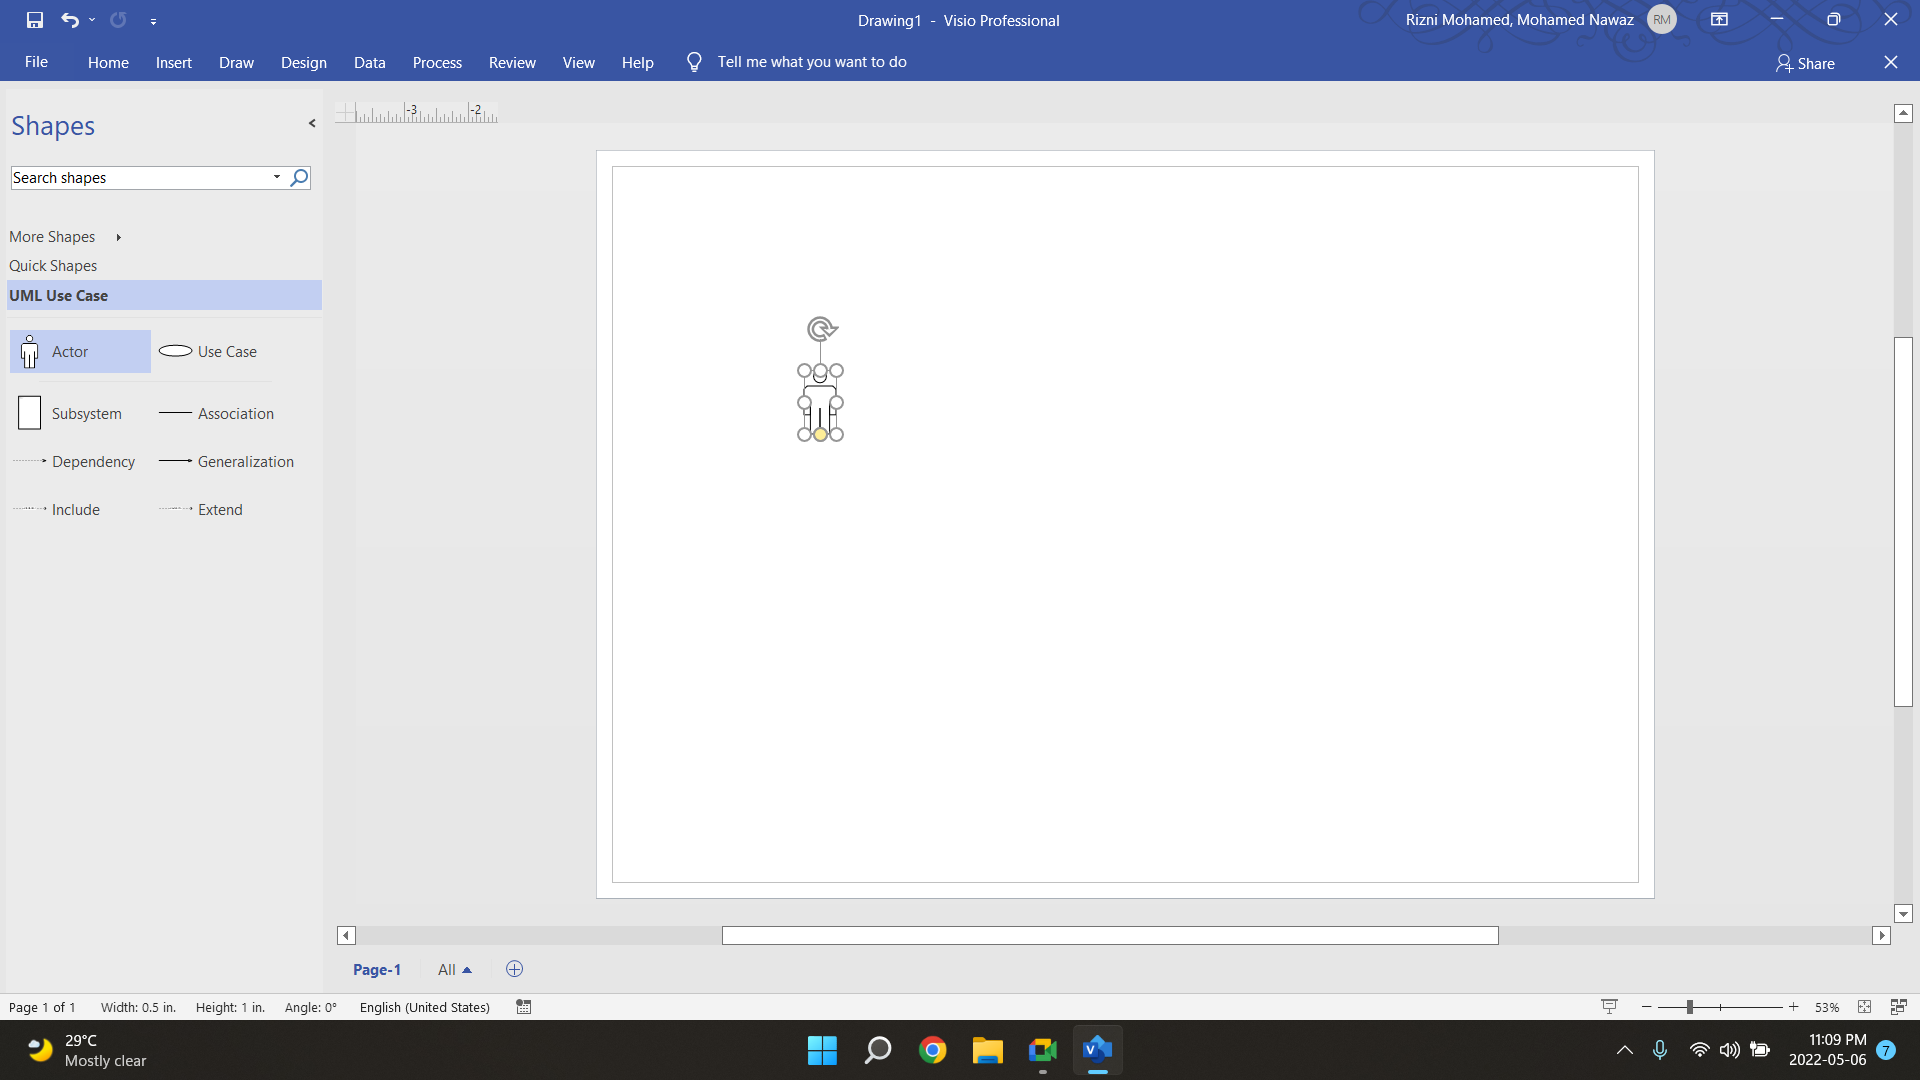 Drawing1 - Visio Professional
Rizni Mohamed, Mohamed Nawaz
RM
File
Home
Insert
Draw
Design
Data
Process
Review
View
Help
Tell me what you want to do
Share
Shapes
-3
-2
Search shapes
More Shapes
Quick Shapes
UML Use Case
Actor
Use Case
Subsystem
Association
Dependency
Generalization
Include
Extend
Page-1
All
Page 1 of 1
Width: 0.5 in.
Height: 1 in.
Angle: 0°
English (United States)
53%
29°C
Mostly clear
V
11:09 PM
2022-05-06
7